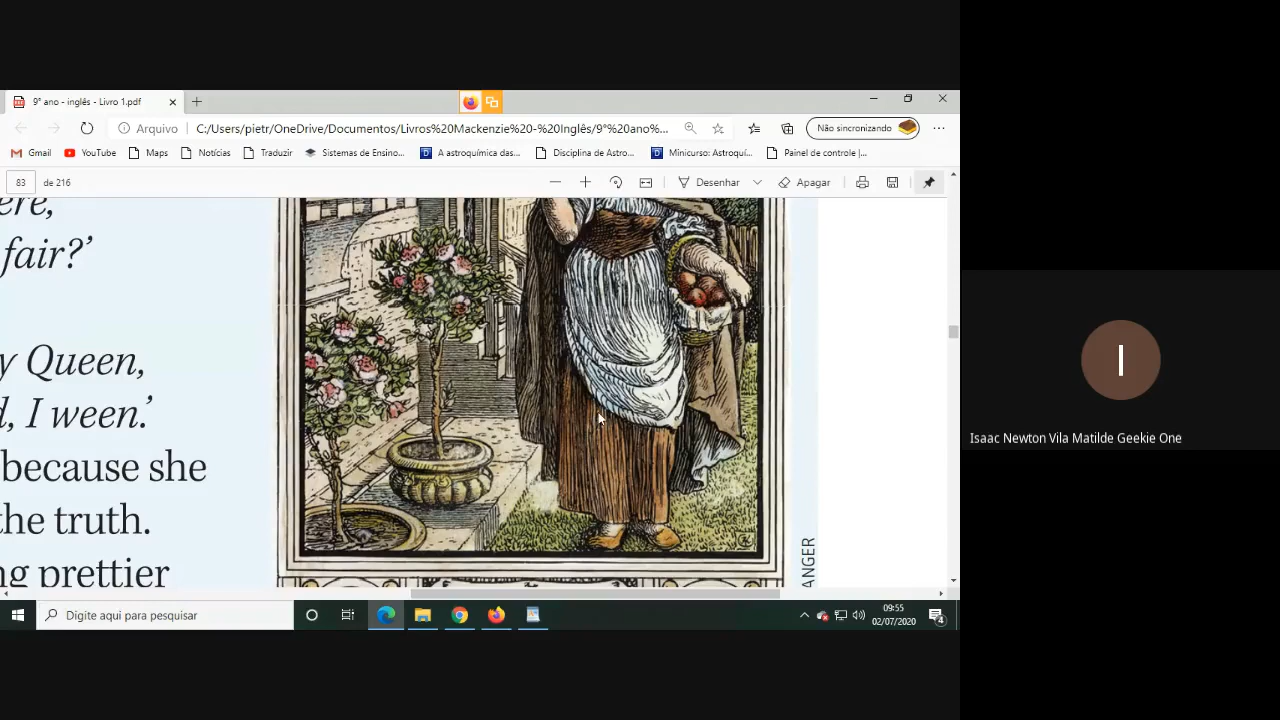 9° ano - inglês - Livro 1.pdf
Arquivo
C:/Users/pietr/OneDrive/Documentos/Livros%20Mackenzie%20-%20Inglês/9°%20ano%...
Não sincronizando
Gmail
YouTube
Maps
Notícias
Traduzir
Sistemas de Ensino...
A astroquímica das...
Disciplina de Astro...
Minicurso: Astroquí...
Painel de controle |...
83
de 216
Desenhar
Apagar
ere,
fair?’
y Queen,
d, I ween.’
because she
the truth.
ng prettier
ANGER
I
Isaac Newton Vila Matilde Geekie One
Digite aqui para pesquisar
09:55
02/07/2020
4